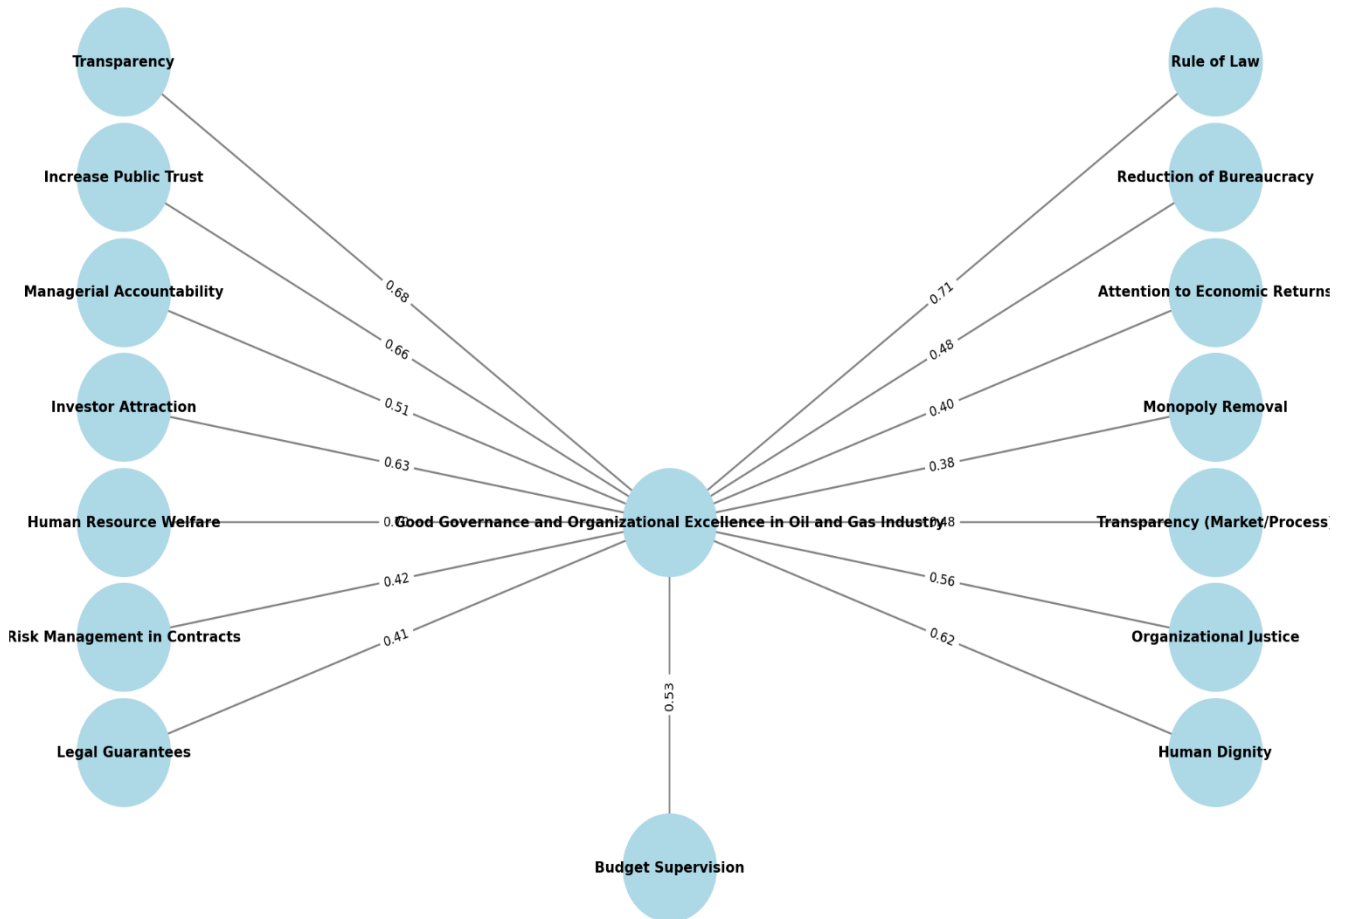 Transparency
Rule of Law
Increase Public Trust
Reduction of Bureaucracy
Managerial Accountability
Attention to Economic Returns
0.68
0.71
0.66
0.48
Investor Attraction
Monopoly Removal
0.51
0.40
0.63
0.38
Human Resource Welfare
Good Governance and Organizational Excellence in Oil and Gas Industry
Transparency (Market/Process)
0.42
0.56
Risk Management in Contracts
Organizational Justice
0.41
0.62
0.53
Legal Guarantees
Human Dignity
Budget Supervision